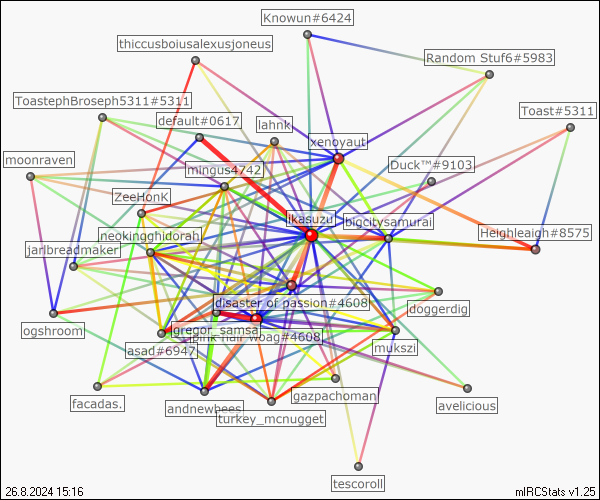 Knowun#6424
thiccusboiusalexusjoneus
Random Stuf6#5983
ToastephBroseph5311#5311
Toast#5311
default#0617
lahnk
xenoyaut
moonraven
mingus4742
Duck™#9103
ZeeHonK
ikasuzu
bigcitysamurai
neokingghidorah
Heighleaigh#8575
jarlbreadmaker
disaster of passion#4608
doggerdig
ogshroom
gregor_samsa
pink hair woag#4608
mukszi
asad#6947
gazpachoman
facadas.
andnewbees
avelicious
turkey_mcnugget
tescoroll
26.8.2024 15:16
mIRCStats v1.25